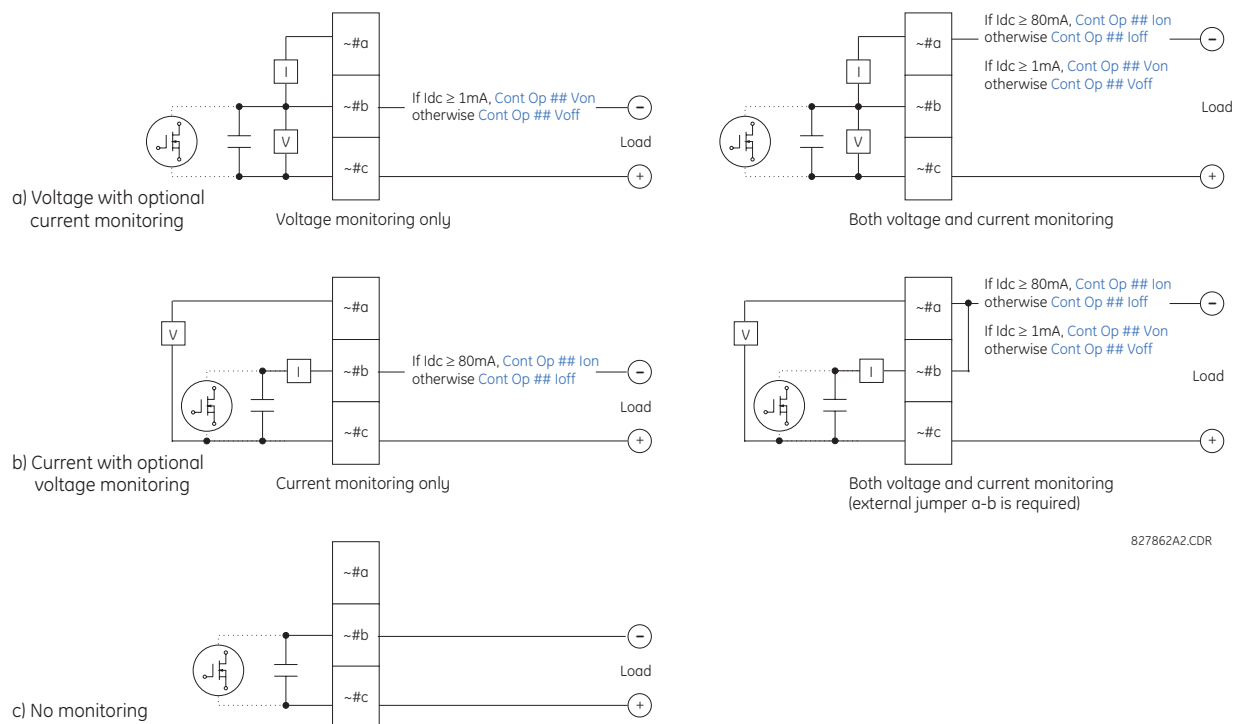 ~#a
I
~#b
V
~#c
If Idc ≥ 1mA, Cont Op ## Von
otherwise Cont Op ## Voff
−
Load
+
a) Voltage with optional
current monitoring
Voltage monitoring only
~#a
I
~#b
V
~#c
If Idc ≥ 80mA, Cont Op ## Ion
otherwise Cont Op ## Ioff
−
If Idc ≥ 1mA, Cont Op ## Von
otherwise Cont Op ## Voff
Load
+
Both voltage and current monitoring
~#a
V
I
~#b
~#c
If Idc ≥ 80mA, Cont Op ## Ion
otherwise Cont Op ## Ioff
−
Load
+
b) Current with optional
voltage monitoring
Current monitoring only
~#a
V
I
~#b
~#c
If Idc ≥ 80mA, Cont Op ## Ion
otherwise Cont Op ## Ioff
−
If Idc ≥ 1mA, Cont Op ## Von
otherwise Cont Op ## Voff
Load
+
Both voltage and current monitoring
(external jumper a-b is required)
827862A2.CDR
~#a
~#b
~#c
−
Load
+
c) No monitoring